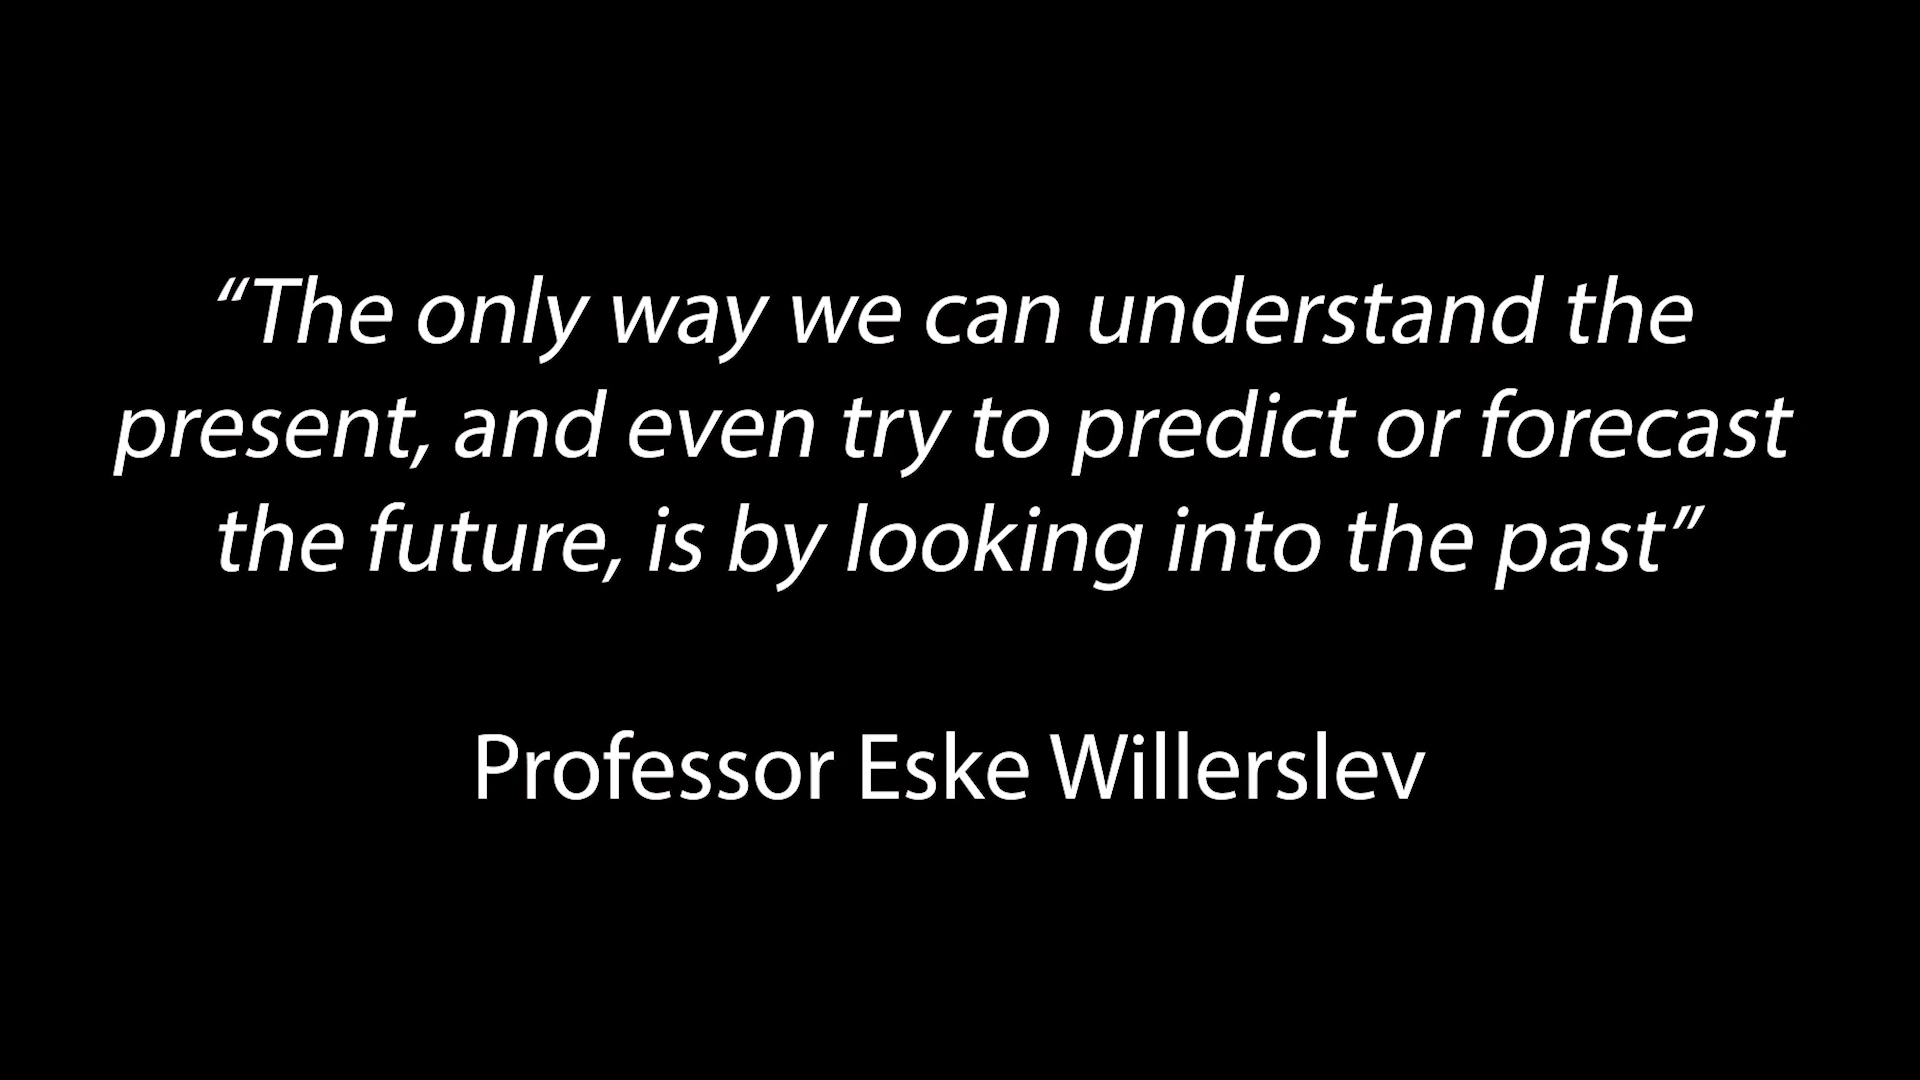 “The only way we can understand the
present, and even try to predict or forecast
the future, is by looking into the past”
Professor Eske Willerslev